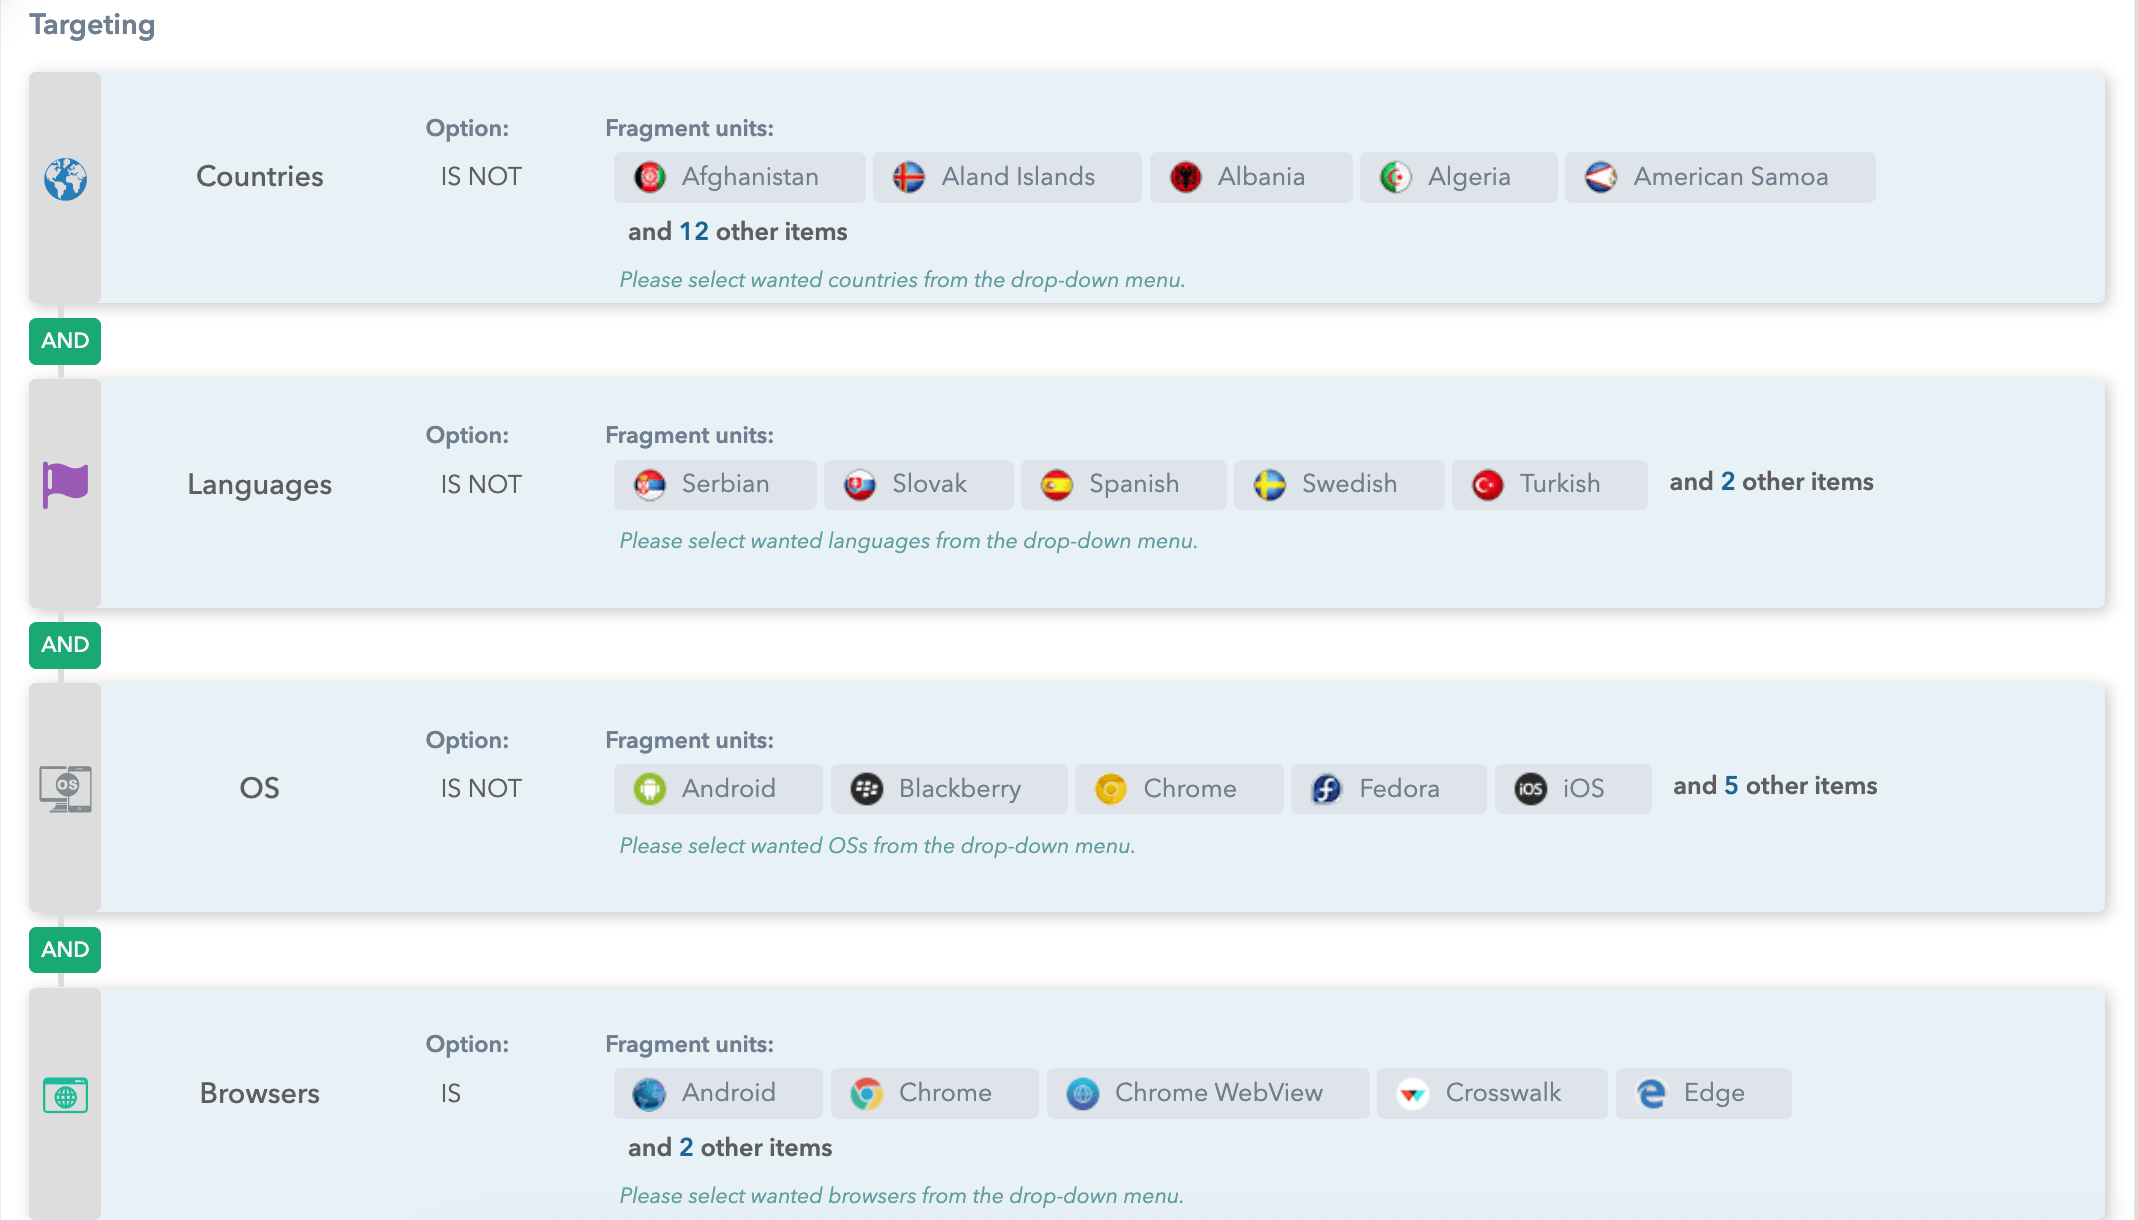 Targeting
Option: Fragment units:
Countries IS NOT Afghanistan Aland Islands Albania Algeria American Samoa
and 12 other items
Please select wanted countries from the drop-down menu.
AND
Option: Fragment units:
Languages IS NOT Serbian Slovak Spanish Swedish Turkish and 2 other items
Please select wanted languages from the drop-down menu.
AND
Option: Fragment units:
OS OS IS NOT Android Blackberry Chrome Fedora iOS iOS and 5 other items
Please select wanted OSs from the drop-down menu.
AND
Option: Fragment units:
Browsers IS Android Chrome Chrome WebView Crosswalk Edge
and 2 other items
Please select wanted browsers from the drop-down menu.